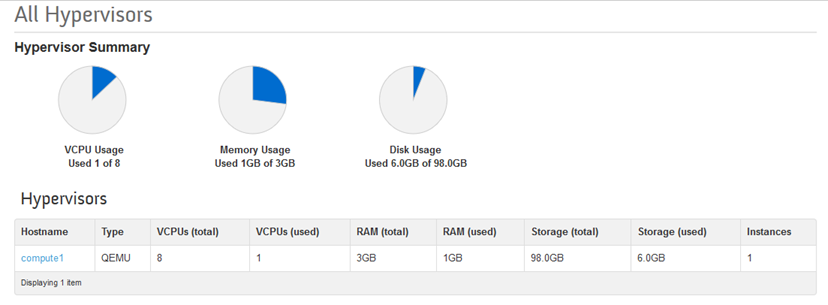 All Hypervisors
Hypervisor Summary
VCPU Usage
Used 1 of 8
Memory Usage
Used 1GB of 3GB
Disk Usage
Used 6.0GB of 98.0GB
Hypervisors
Hostname Type VCPUs (total) VCPUs (used) RAM (total) RAM (used) Storage (total) Storage (used) Instances
compute1 QEMU 8 1 3GB 1GB 98.0GB 6.0GB 1
Displaying 1 item